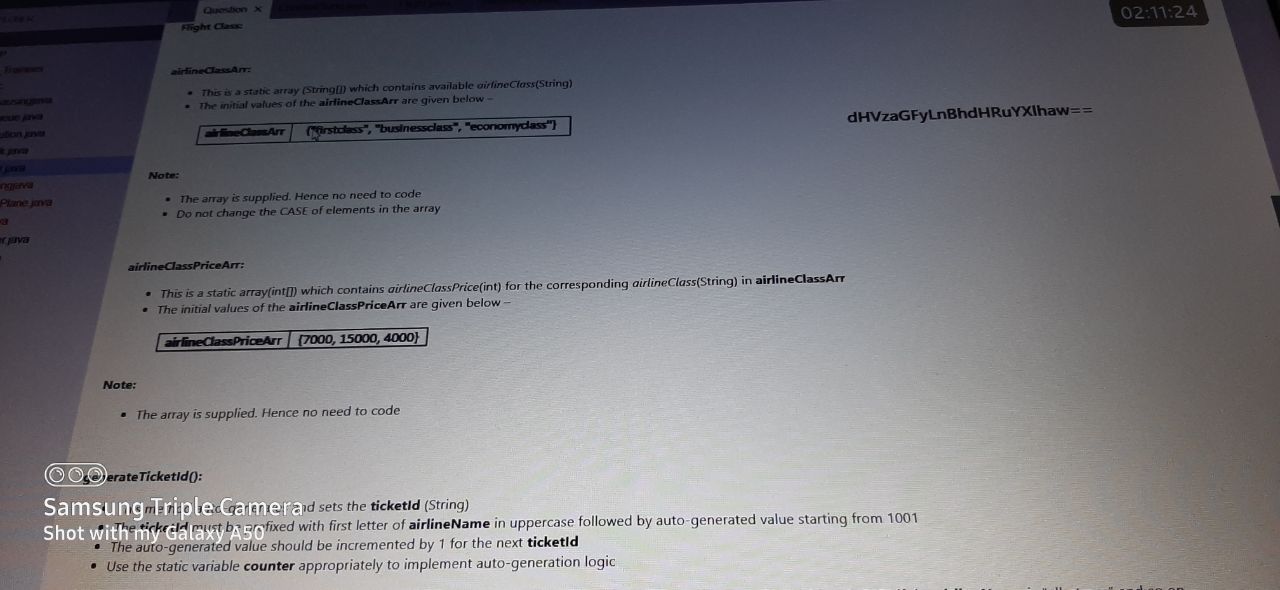 Question ×
02:11:24
Flight Class:
airlineClassArr:
• This is a static array (String[]) which contains available airlineClass(String)
• The initial values of the airlineClassArr are given below –
airlineClassArr {"firstclass", "businessclass", "economyclass"}
dHVzaGFyLnBhdHRuYXlhaw==
Note:
• The array is supplied. Hence no need to code
• Do not change the CASE of elements in the array
Plane.java
airlineClassPriceArr:
• This is a static array(int[]) which contains airlineClassPrice(int) for the corresponding airlineClass(String) in airlineClassArr
• The initial values of the airlineClassPriceArr are given below –
airlineClassPriceArr {7000, 15000, 4000}
Note:
• The array is supplied. Hence no need to code
generateTicketId():
sets the ticketId (String)
Samsung Triple Camera
• The ticketId must be prefixed with first letter of airlineName in uppercase followed by auto-generated value starting from 1001
Shot with my Galaxy A50
• The auto-generated value should be incremented by 1 for the next ticketId
• Use the static variable counter appropriately to implement auto-generation logic